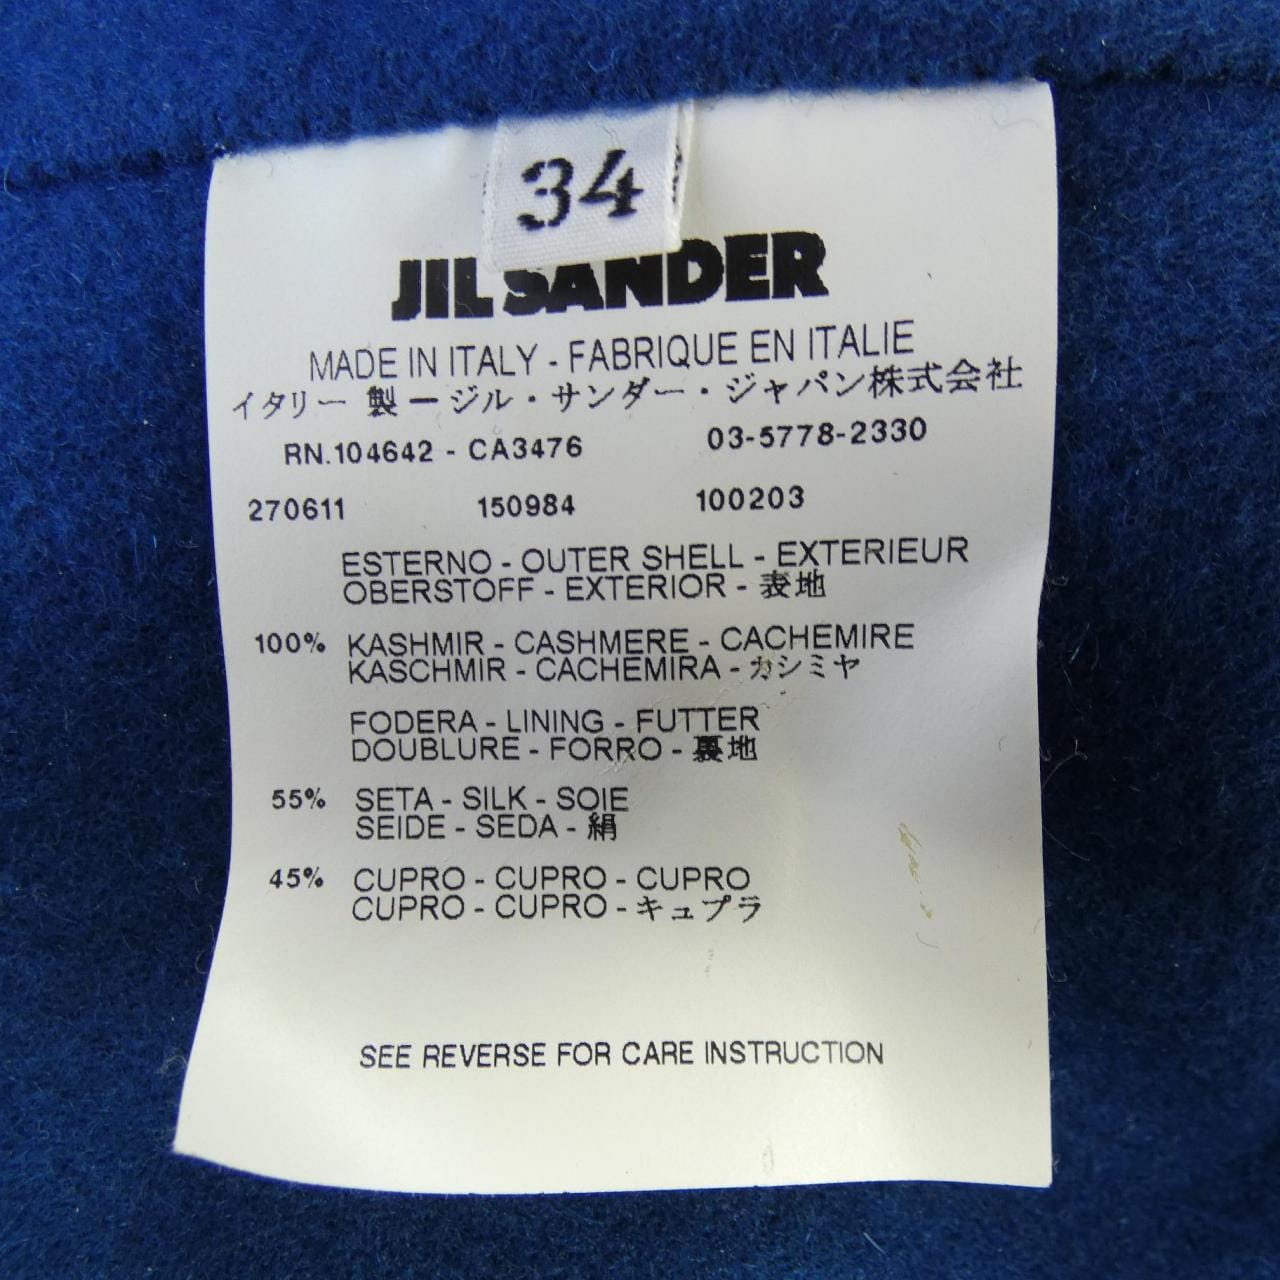 34
JIL SANDER
MADE IN ITALY - FABRIQUE EN ITALIE
イタリー 製 ージル・サンダー・ジャパン株式会社
RN.104642 - CA3476 03-5778-2330
270611 150984 100203
ESTERNO - OUTER SHELL - EXTERIEUR
OBERSTOFF - EXTERIOR - 表地
100% KASHMIR - CASHMERE - CACHEMIRE
KASCHMIR - CACHEMIRA - カシミヤ
FODERA - LINING - FUTTER
DOUBLURE - FORRO - 裏地
55% SETA - SILK - SOIE
SEIDE - SEDA - 絹
45% CUPRO - CUPRO - CUPRO
CUPRO - CUPRO - キュプラ
SEE REVERSE FOR CARE INSTRUCTION